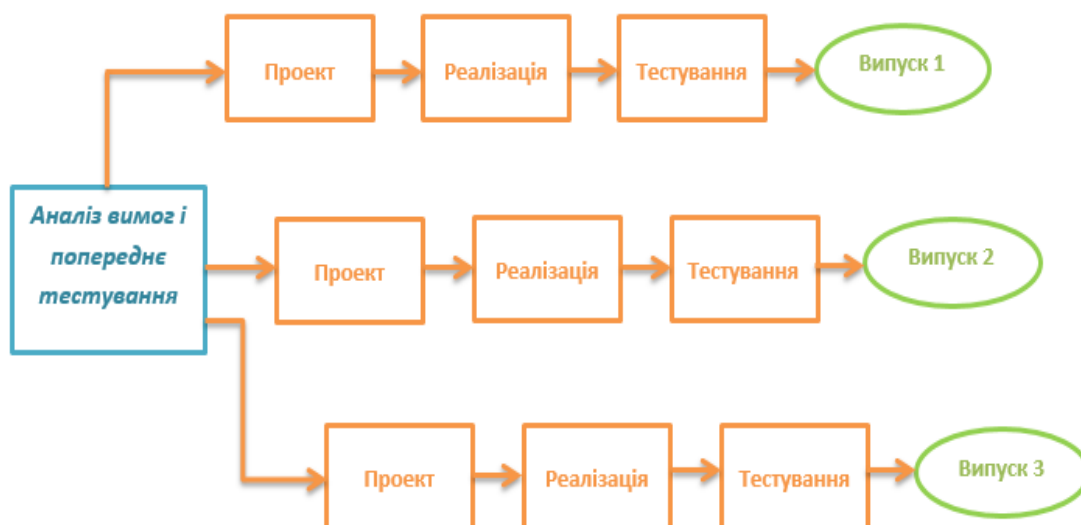 Проект
Реалізація
Тестування
Випуск 1
Аналіз вимог і
попереднє
тестування
Проект
Реалізація
Тестування
Випуск 2
Проект
Реалізація
Тестування
Випуск 3